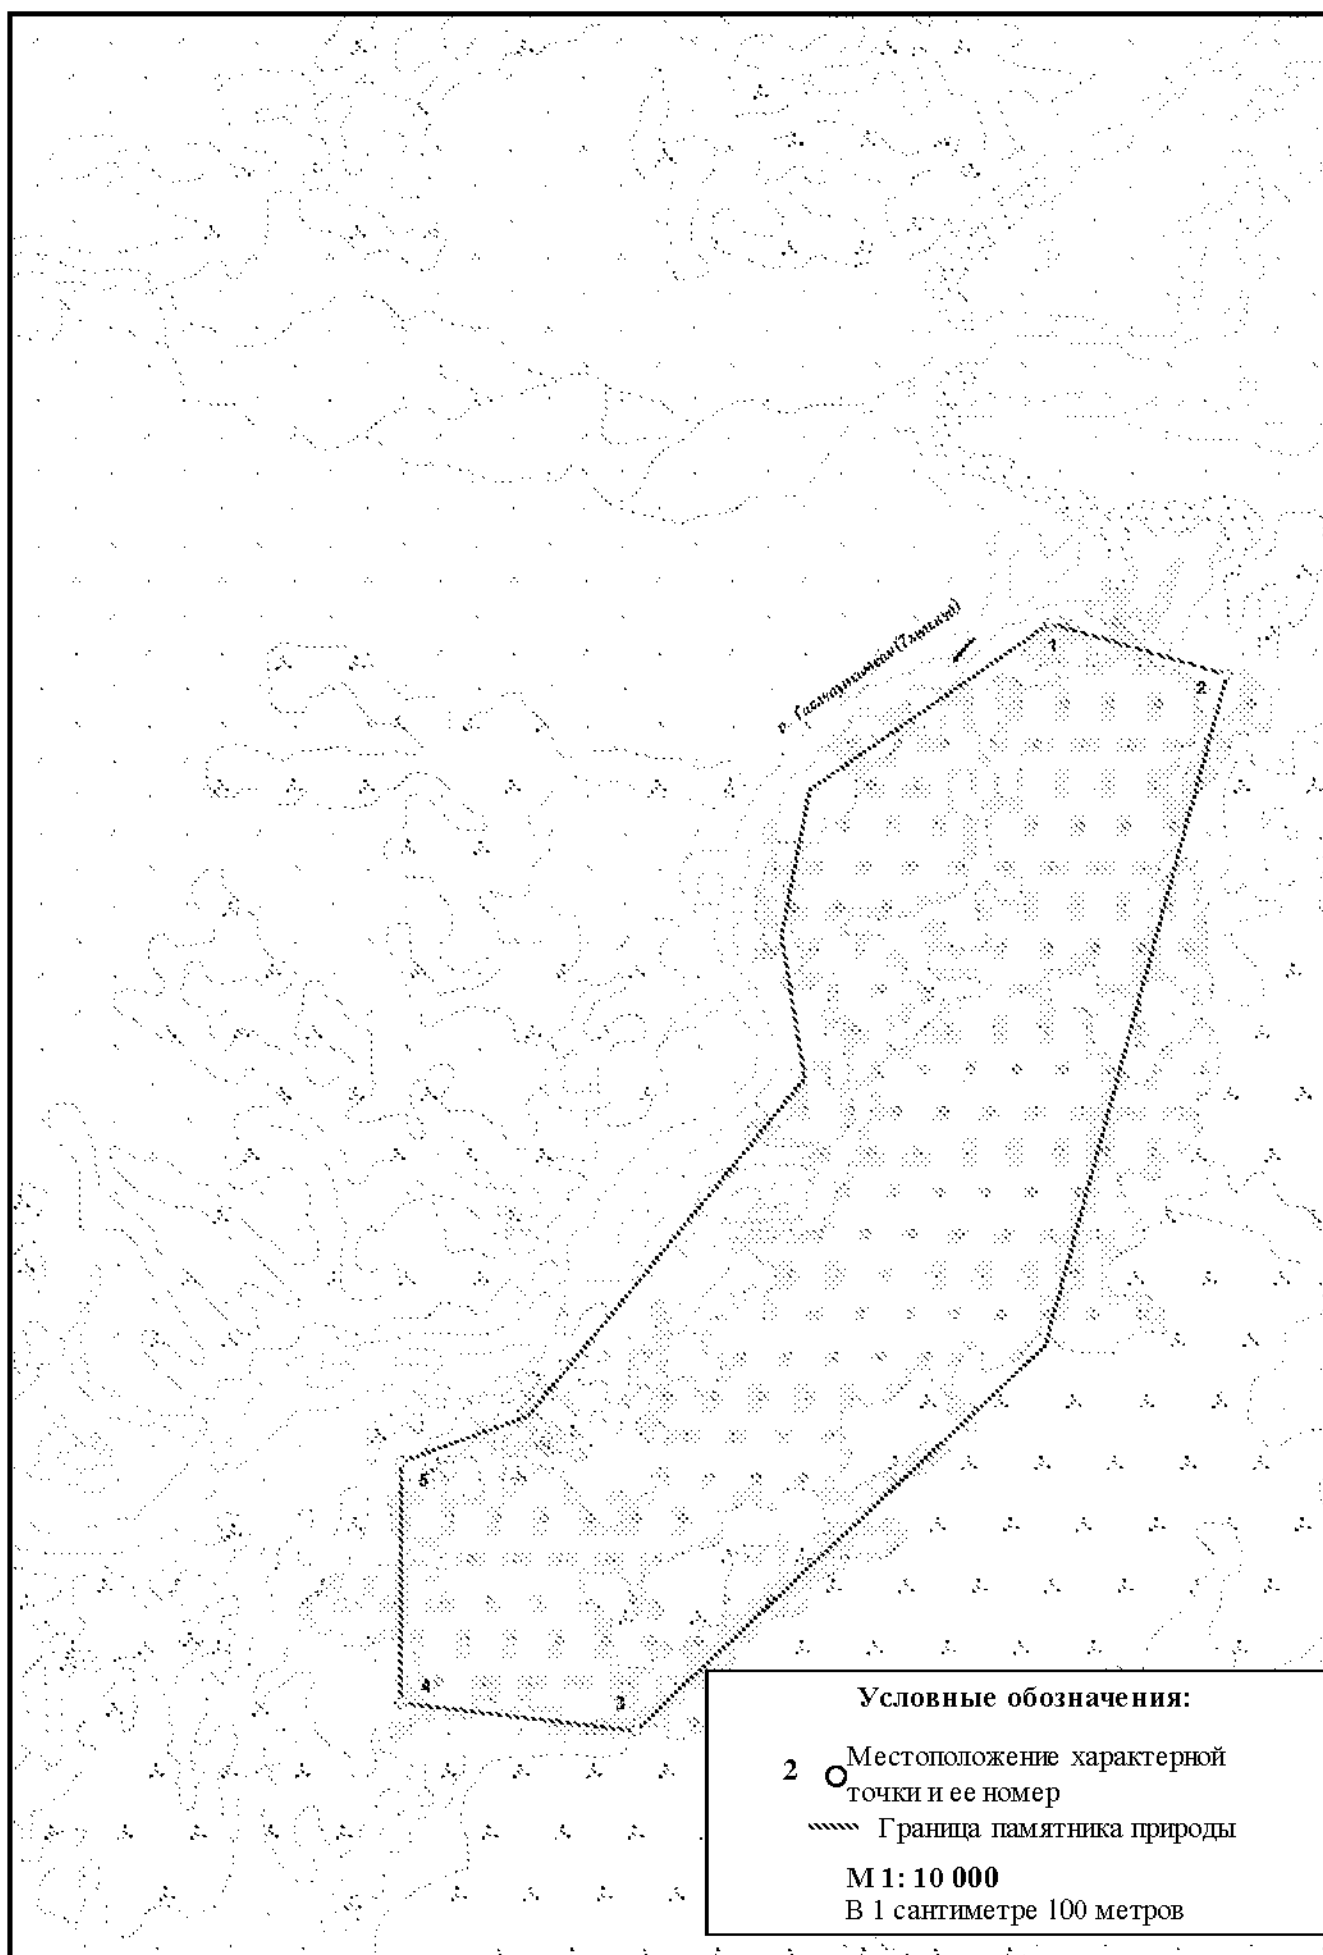 1
2
5
4
3
Условные обозначения:
2 Местоположение характерной
точки и ее номер
Граница памятника природы
М 1: 10 000
В 1 сантиметре 100 метров